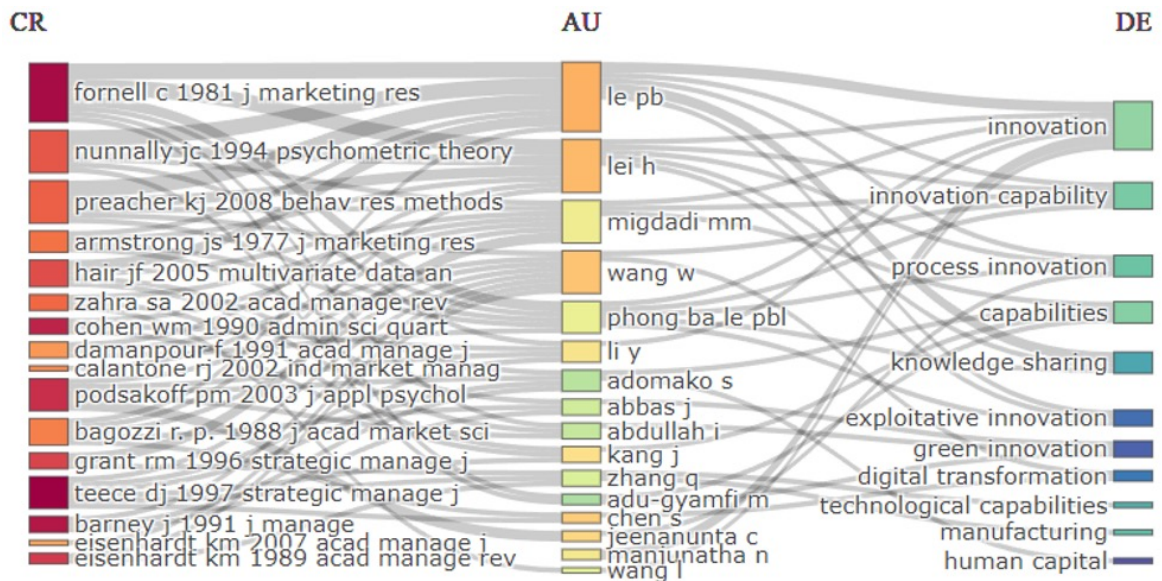 CR
AU
DE
fornell c 1981 j marketing res
nunnally jc 1994 psychometric theory
preacher kj 2008 behav res methods
armstrong js 1977 j marketing res
hair jf 2005 multivariate data an
zahra sa 2002 acad manage rev
cohen wm 1990 admin sci quart
damanpour f 1991 acad manage j
calantone rj 2002 ind market manag
podsakoff pm 2003 j appl psychol
bagozzi r. p. 1988 j acad market sci
grant rm 1996 strategic manage j
teece dj 1997 strategic manage j
barney j 1991 j manage
eisenhardt km 2007 acad manage j
eisenhardt km 1989 acad manage rev
le pb
lei h
migdadi mm
wang w
phong ba le pbl
li y
adomako s
abbas j
abdullah i
kang j
zhang q
adu-gyamfi m
chen s
jeenanunta c
manjunatha n
wang l
innovation
innovation capability
process innovation
capabilities
knowledge sharing
exploitative innovation
green innovation
digital transformation
technological capabilities
manufacturing
human capital